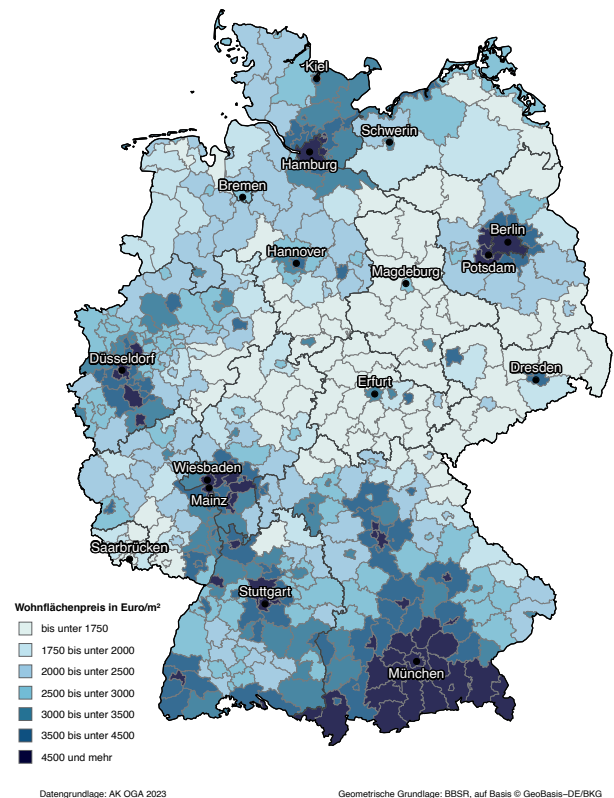 Kiel
Schwerin
Hamburg
Bremen
Berlin
Hannover
Potsdam
Magdeburg
Düsseldorf
Dresden
Erfurt
Wiesbaden
Mainz
Saarbrücken
Stuttgart
München
Wohnflächenpreis in Euro/m²
bis unter 1750
1750 bis unter 2000
2000 bis unter 2500
2500 bis unter 3000
3000 bis unter 3500
3500 bis unter 4500
4500 und mehr
Datengrundlage: AK OGA 2023
Geometrische Grundlage: BBSR, auf Basis © GeoBasis−DE/BKG